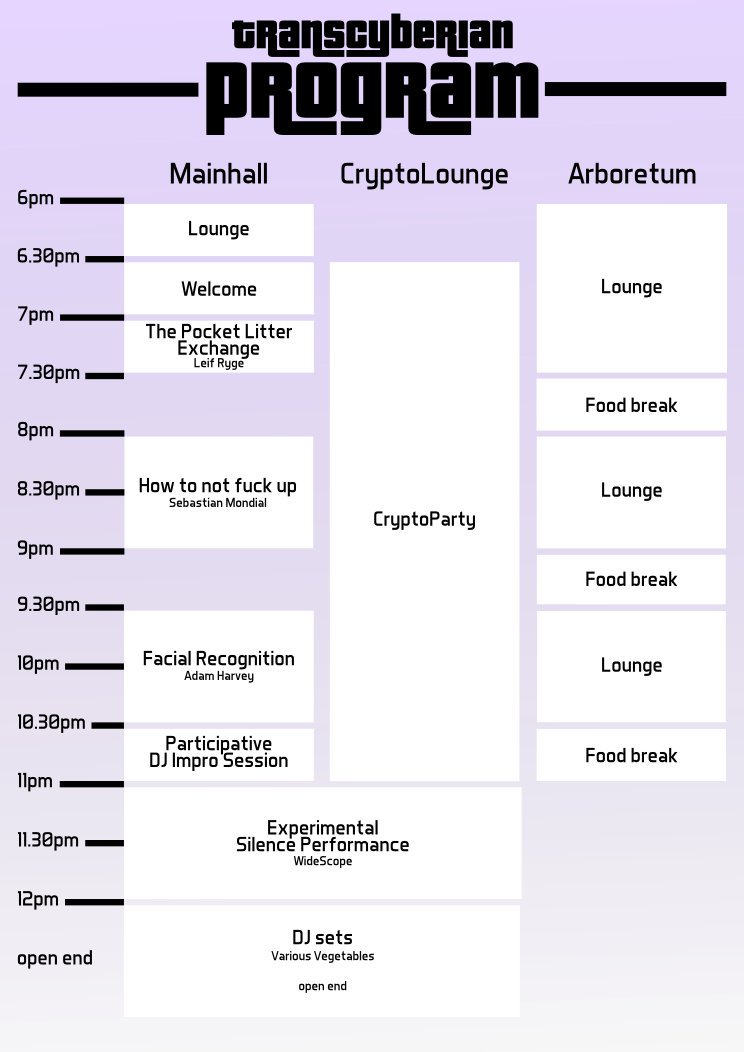 transcyberian
program
Mainhall
CryptoLounge
Arboretum
6pm
Lounge
Lounge
6.30pm
Welcome
CryptoParty
7pm
The Pocket Litter
Exchange
Leif Ryge
7.30pm
Food break
8pm
How to not fuck up
Sebastian Mondial
Lounge
8.30pm
9pm
Food break
9.30pm
Facial Recognition
Adam Harvey
Lounge
10pm
10.30pm
Participative
DJ Impro Session
Food break
11pm
Experimental
Silence Performance
WideScope
11.30pm
12pm
DJ sets
Various Vegetables
open end
open end